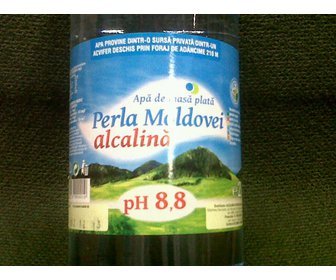 APA PROVINE DINTR-O SURSĂ PRIVATĂ DINTR-UN
ACVIFER DESCHIS PRIN FORAJ DE ADÂNCIME 210 M
Apă de masă plată
Perla Moldovei
alcalină
pH 8,8